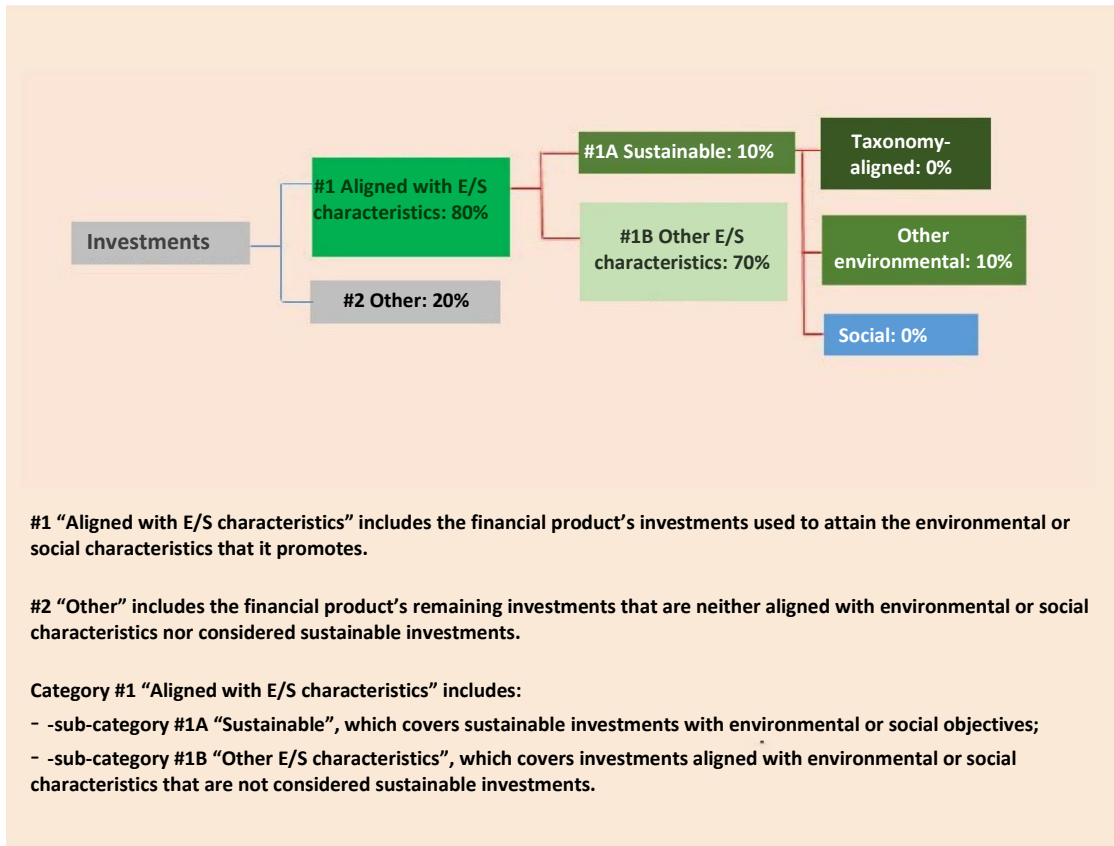 Investments
#1 Aligned with E/S
characteristics: 80%
#2 Other: 20%
#1A Sustainable: 10%
#1B Other E/S
characteristics: 70%
Taxonomy-
aligned: 0%
Other
environmental: 10%
Social: 0%
#1 “Aligned with E/S characteristics” includes the financial product’s investments used to attain the environmental or
social characteristics that it promotes.
#2 “Other” includes the financial product’s remaining investments that are neither aligned with environmental or social
characteristics nor considered sustainable investments.
Category #1 “Aligned with E/S characteristics” includes:
- -sub-category #1A “Sustainable”, which covers sustainable investments with environmental or social objectives;
- -sub-category #1B “Other E/S characteristics”, which covers investments aligned with environmental or social
characteristics that are not considered sustainable investments.